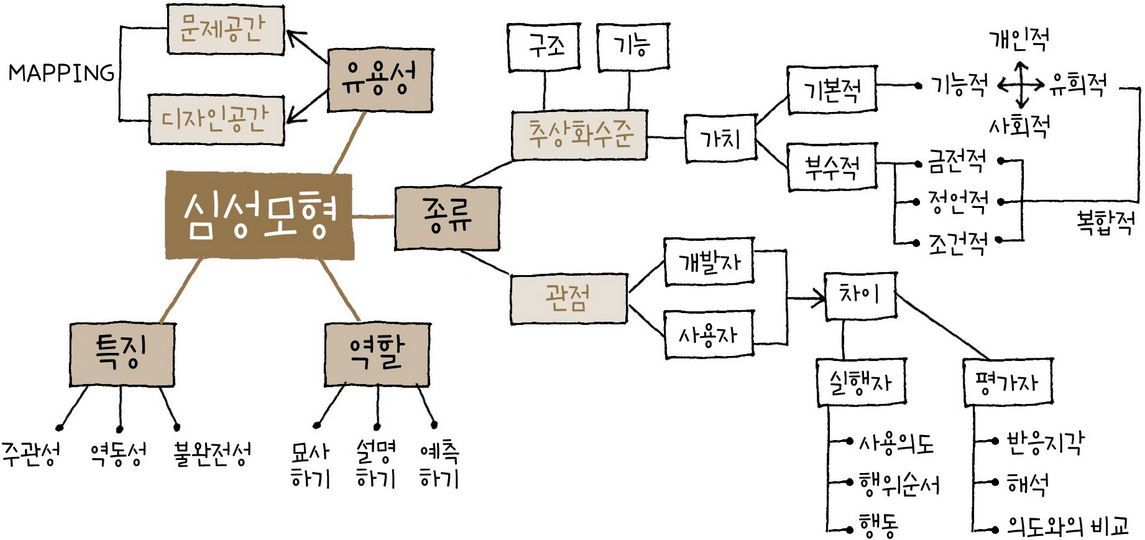 문제공간
MAPPING
디자인공간
유용성
심성모형
종류
구조
기능
추상화수준
가치
기본적
부수적
개인적
기능적
유희적
사회적
금전적
정언적
조건적
복합적
관점
개발자
사용자
차이
실행자
평가자
사용의도
행위순서
행동
반응지각
해석
의도와의 비교
특징
주관성
역동성
불완전성
역할
묘사
하기
설명
하기
예측
하기